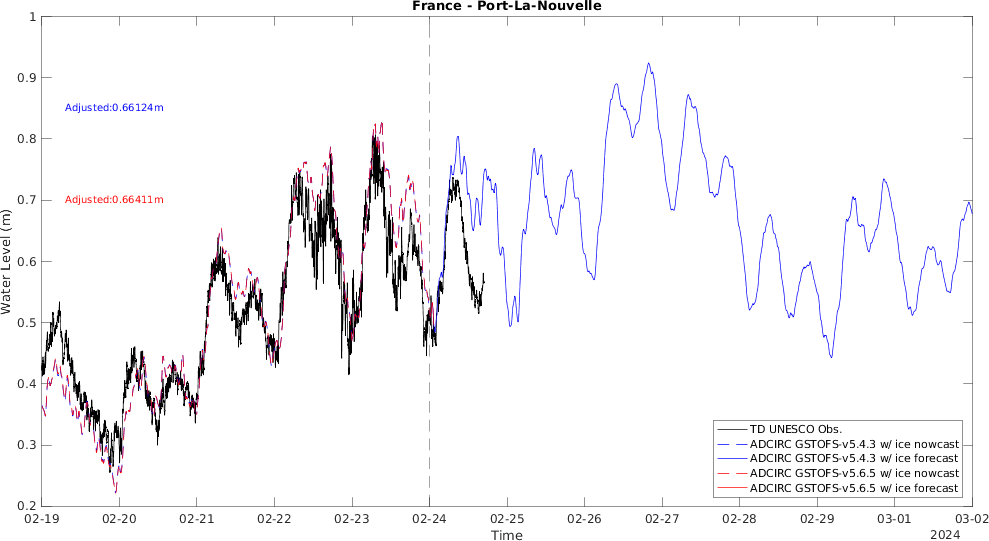 France - Port-La-Nouvelle
1
0.9
0.8
0.7
0.6
0.5
0.4
0.3
0.2
Water Level (m)
Adjusted:0.66124m
Adjusted:0.66411m
TD UNESCO Obs.
ADCIRC GSTOFS-v5.4.3 w/ ice nowcast
ADCIRC GSTOFS-v5.4.3 w/ ice forecast
ADCIRC GSTOFS-v5.6.5 w/ ice nowcast
ADCIRC GSTOFS-v5.6.5 w/ ice forecast
02-19 02-20 02-21 02-22 02-23 02-24 02-25 02-26 02-27 02-28 02-29 03-01 03-02
Time
2024